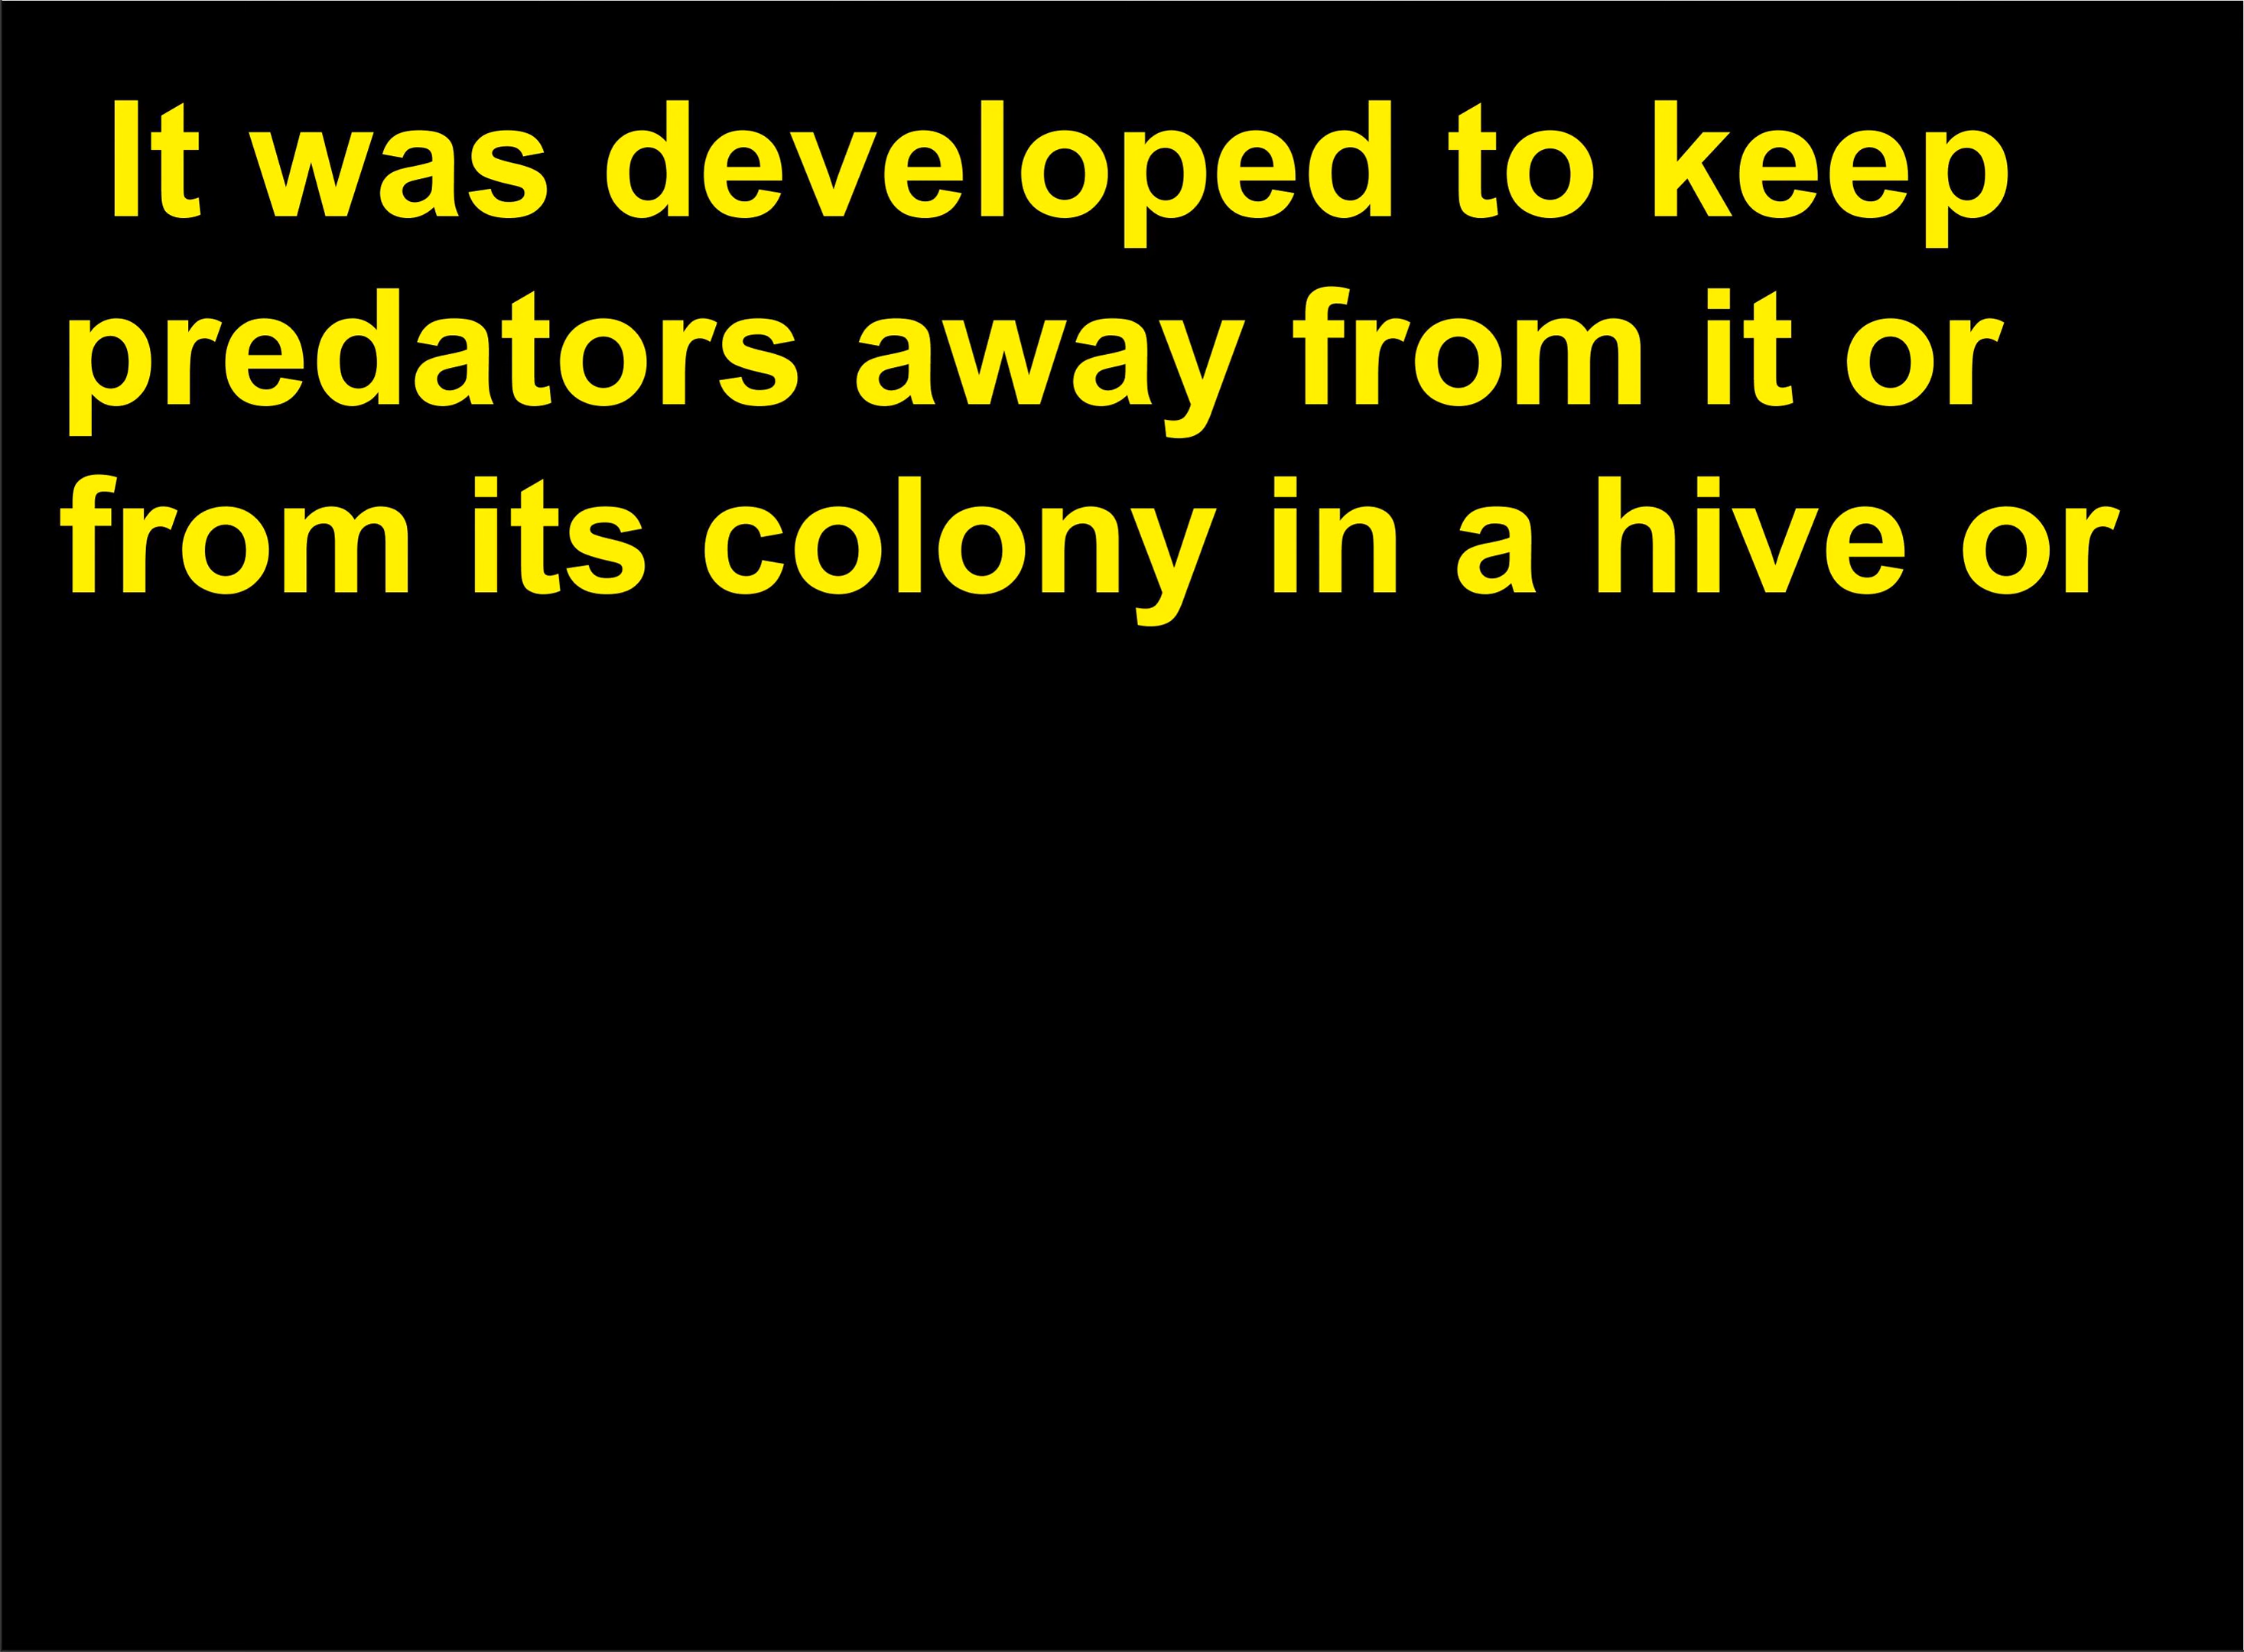 It was developed to keep
predators away from it or
from its colony in a hive or